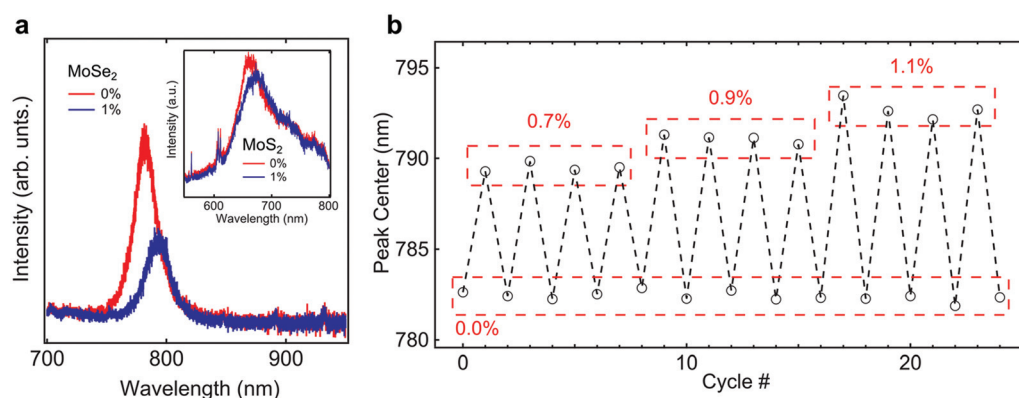 a
Intensity (arb. unts.)
MoSe2
0%
1%
Intensity (a.u.)
MoS2
0%
1%
600
700
800
Wavelength (nm)
700
800
900
Wavelength (nm)
b
Peak Center (nm)
795
790
785
780
0.7%
0.9%
1.1%
0.0%
0
10
20
Cycle #